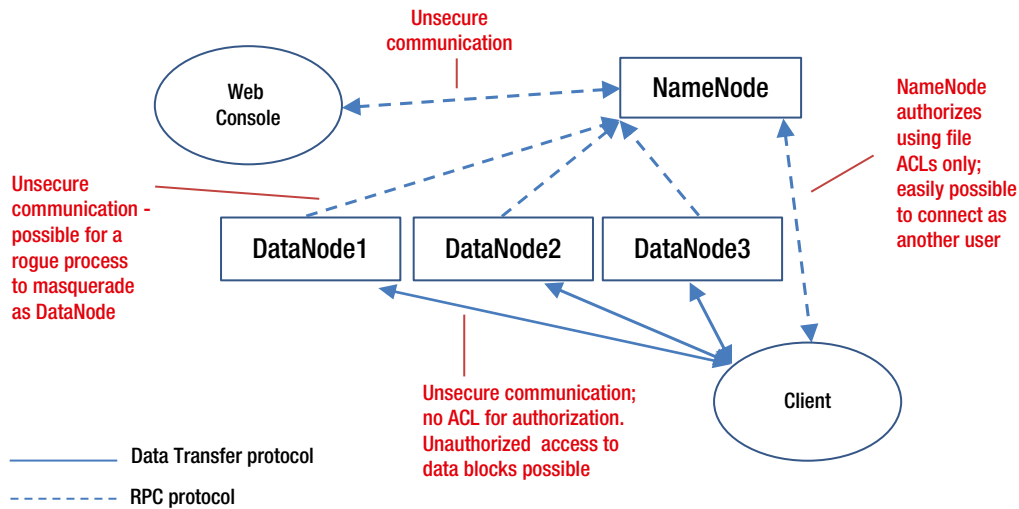 Unsecure
communication
Web
Console
NameNode
NameNode
authorizes
using file
ACLs only;
easily possible
to connect as
another user
Unsecure
communication -
possible for a
rogue process
to masquerade
as DataNode
DataNode1
DataNode2
DataNode3
Unsecure communication;
no ACL for authorization.
Unauthorized access to
data blocks possible
Client
Data Transfer protocol
RPC protocol